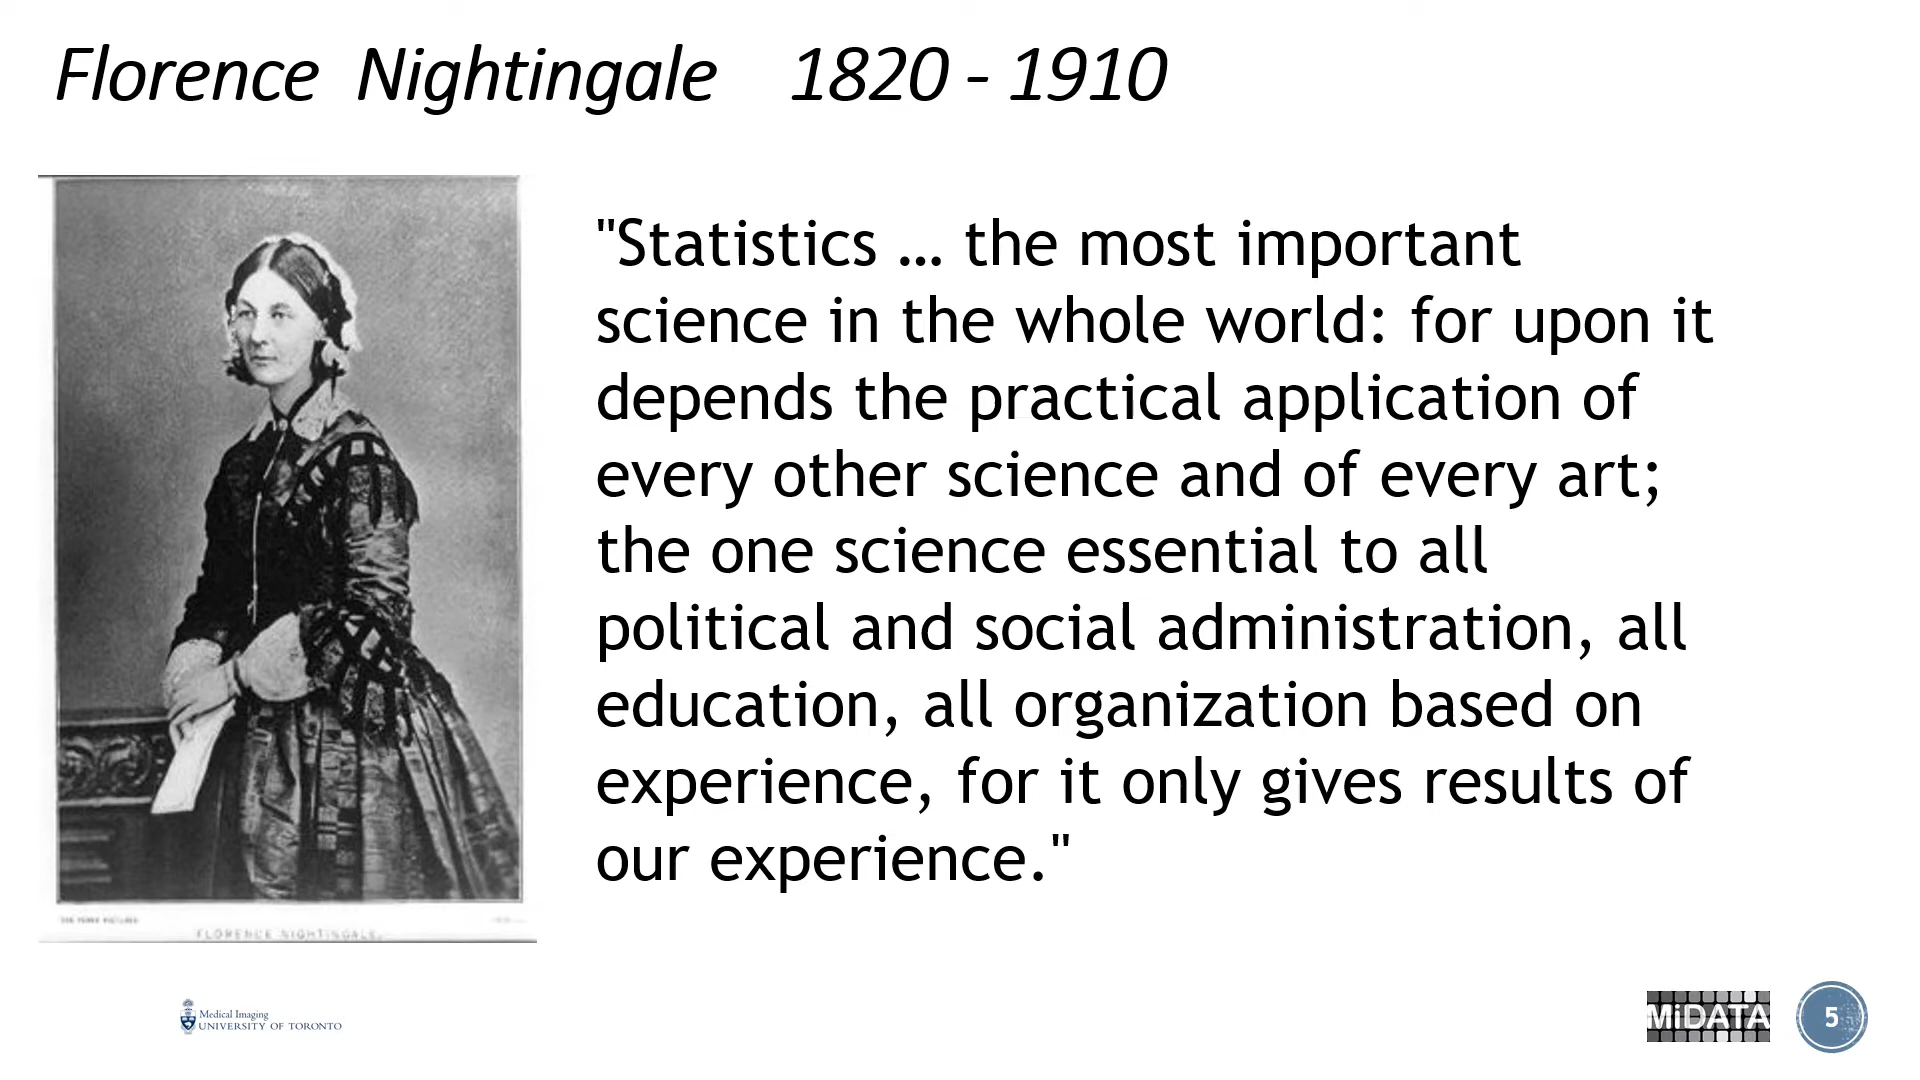 Florence Nightingale 1820 - 1910
"Statistics … the most important
science in the whole world: for upon it
depends the practical application of
every other science and of every art;
the one science essential to all
political and social administration, all
education, all organization based on
experience, for it only gives results of
our experience."
FLORENCE NIGHTINGALE.
Medical Imaging
UNIVERSITY OF TORONTO
MiDATA
5